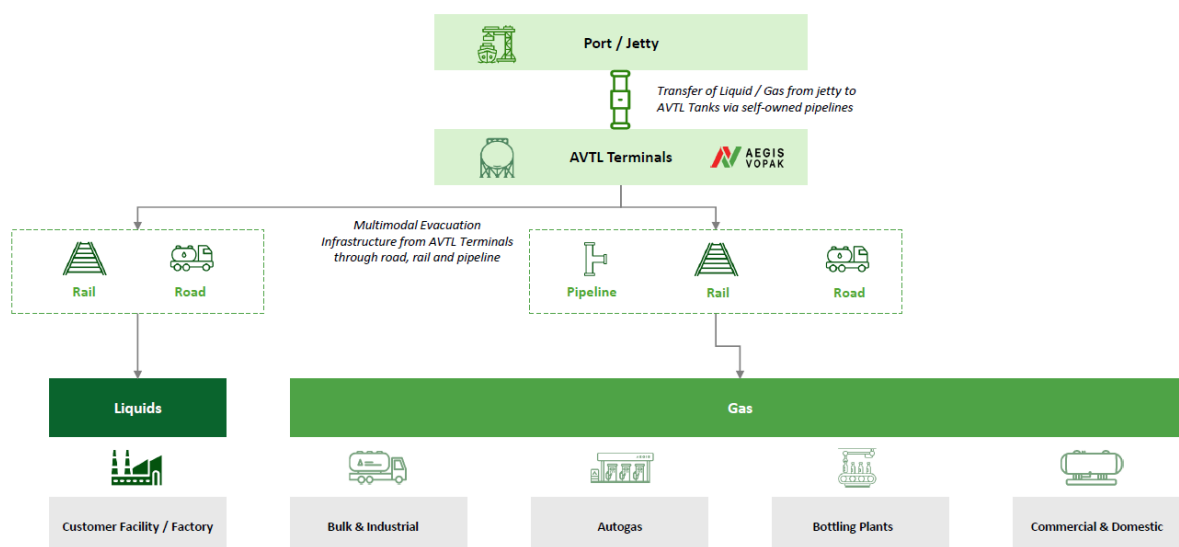 Port / Jetty
Transfer of Liquid / Gas from jetty to
AVTL Tanks via self-owned pipelines
AVTL Terminals
AEGIS
VOPAK
Multimodal Evacuation
Infrastructure from AVTL Terminals
through road, rail and pipeline
Rail
Road
Pipeline
Rail
Road
Liquids
Gas
AEGIS
Customer Facility / Factory
Bulk & Industrial
Autogas
Bottling Plants
Commercial & Domestic